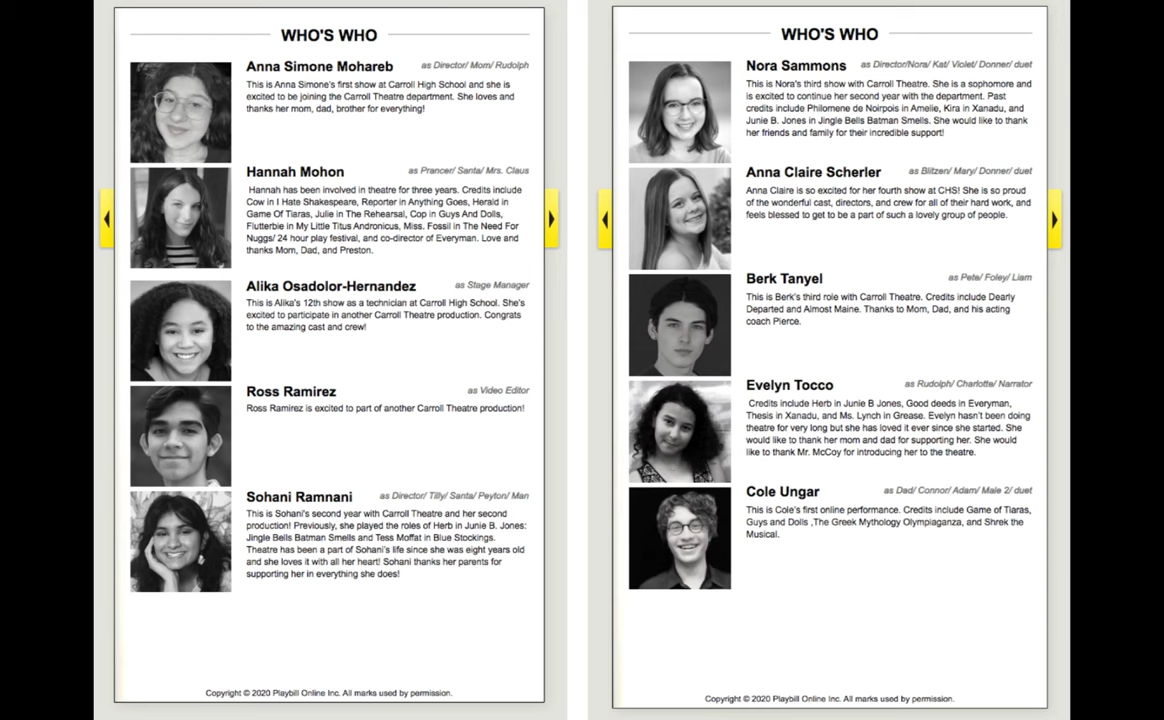 WHO'S WHO
Anna Simone Mohareb as Director/ Mom/ Rudolph
This is Anna Simone's first show at Carroll High School and she is
excited to be joining the Carroll Theatre department. She loves and
thanks her mom, dad, brother for everything!
Hannah Mohon as Prancer/ Santa/ Mrs. Claus
Hannah has been involved in theatre for three years. Credits include
Cow in I Hate Shakespeare, Reporter in Anything Goes, Herald in
Game Of Tiaras, Julie in The Rehearsal, Cop in Guys And Dolls,
Flutterbie in My Little Titus Andronicus, Miss. Fossil in The Need For
Nuggs/ 24 hour play festival, and co-director of Everyman. Love and
thanks Mom, Dad, and Preston.
Alika Osadolor-Hernandez as Stage Manager
This is Alika's 12th show as a technician at Carroll High School. She's
excited to participate in another Carroll Theatre production. Congrats
to the amazing cast and crew!
Ross Ramirez as Video Editor
Ross Ramirez is excited to part of another Carroll Theatre production!
Sohani Ramnani as Director/ Tilly/ Santa/ Peyton/ Man
This is Sohani's second year with Carroll Theatre and her second
production! Previously, she played the roles of Herb in Junie B. Jones:
Jingle Bells Batman Smells and Tess Moffat in Blue Stockings.
Theatre has been a part of Sohani's life since she was eight years old
and she loves it with all her heart! Sohani thanks her parents for
supporting her in everything she does!
Copyright © 2020 Playbill Online Inc. All marks used by permission.
WHO'S WHO
Nora Sammons as Director/Nora/ Kat/ Violet/ Donner/ duet
This is Nora's third show with Carroll Theatre. She is a sophomore and
is excited to continue her second year with the department. Past
credits include Philomene de Noirpois in Amelie, Kira in Xanadu, and
Junie B. Jones in Jingle Bells Batman Smells. She would like to thank
her friends and family for their incredible support!
Anna Claire Scherler as Blitzen/ Mary/ Donner/ duet
Anna Claire is so excited for her fourth show at CHS! She is so proud
of the wonderful cast, directors, and crew for all of their hard work, and
feels blessed to get to be a part of such a lovely group of people.
Berk Tanyel as Pete/ Foley/ Liam
This is Berk's third role with Carroll Theatre. Credits include Dearly
Departed and Almost Maine. Thanks to Mom, Dad, and his acting
coach Pierce.
Evelyn Tocco as Rudolph/ Charlotte/ Narrator
Credits include Herb in Junie B Jones, Good deeds in Everyman,
Thesis in Xanadu, and Ms. Lynch in Grease. Evelyn hasn't been doing
theatre for very long but she has loved it ever since she started. She
would like to thank her mom and dad for supporting her. She would
like to thank Mr. McCoy for introducing her to the theatre.
Cole Ungar as Dad/ Connor/ Adam/ Male 2/ duet
This is Cole's first online performance. Credits include Game of Tiaras,
Guys and Dolls ,The Greek Mythology Olympiaganza, and Shrek the
Musical.
Copyright © 2020 Playbill Online Inc. All marks used by permission.